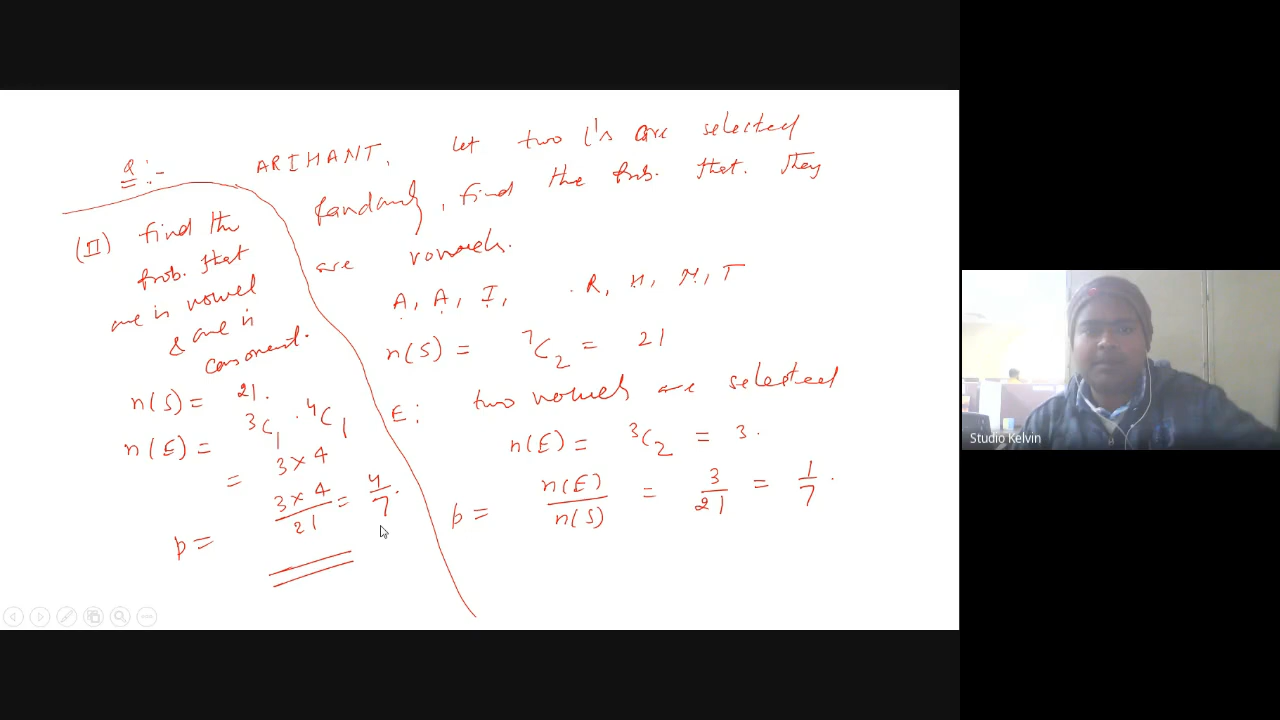 Q:-
ARIHANT, Let two l's are selected
randomly, find the prob. that. they
are vowels.
A, A, I, R, H, N, T
n(S) = ⁷C₂ = 21
E: two vowels are selected
n(E) = ³C₂ = 3.
p = n(E)/n(S) = 3/21 = 1/7.
(II) find the
prob. that
one is vowel
& one is
consonent.
n(S) = 21.
n(E) = ³C₁ . ⁴C₁
= 3 × 4
p = 3 × 4/21 = 4/7.
Studio Kelvin